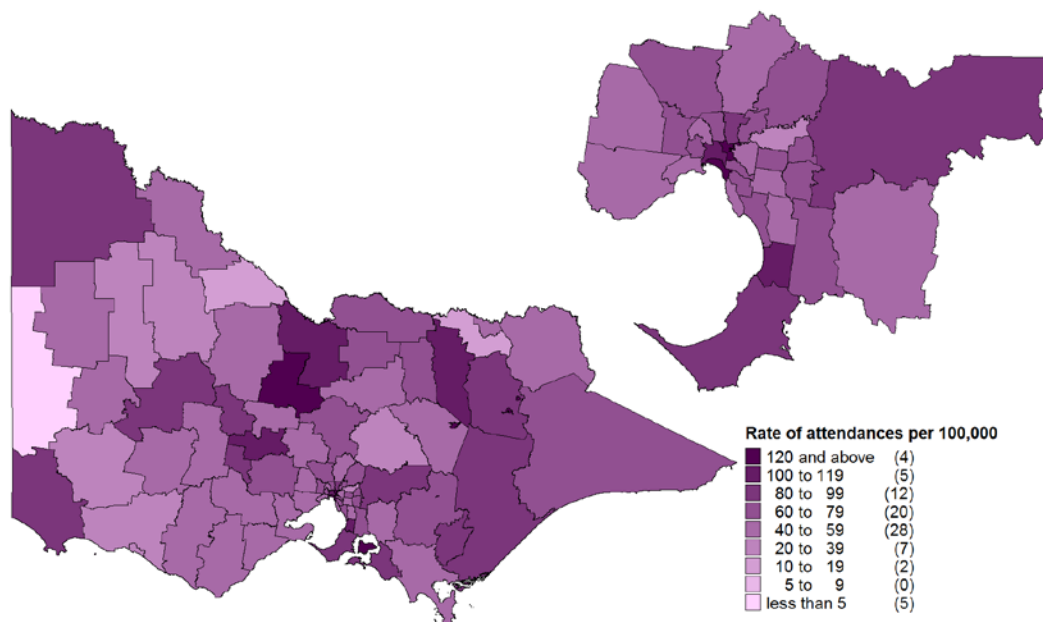 Rate of attendances per 100,000
120 and above (4)
100 to 119 (5)
80 to 99 (12)
60 to 79 (20)
40 to 59 (28)
20 to 39 (7)
10 to 19 (2)
5 to 9 (0)
less than 5 (5)